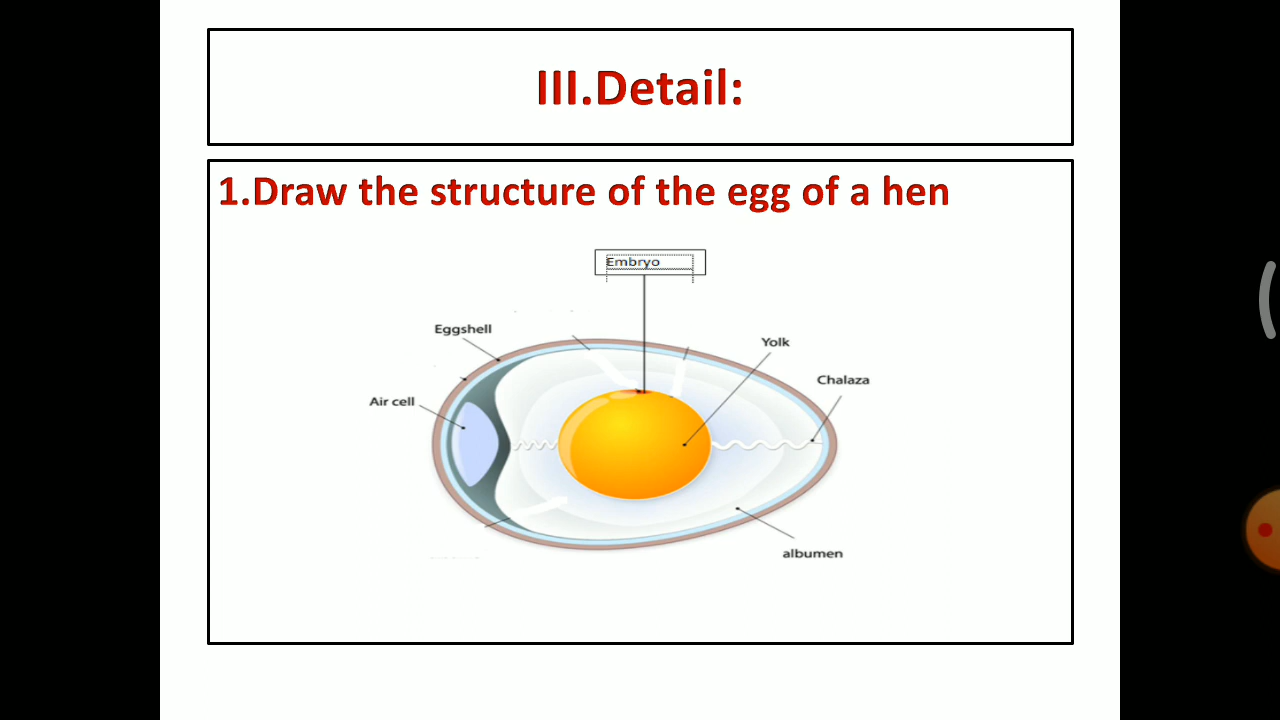 III.Detail:
1.Draw the structure of the egg of a hen
Embryo
Eggshell
Yolk
Chalaza
Air cell
albumen